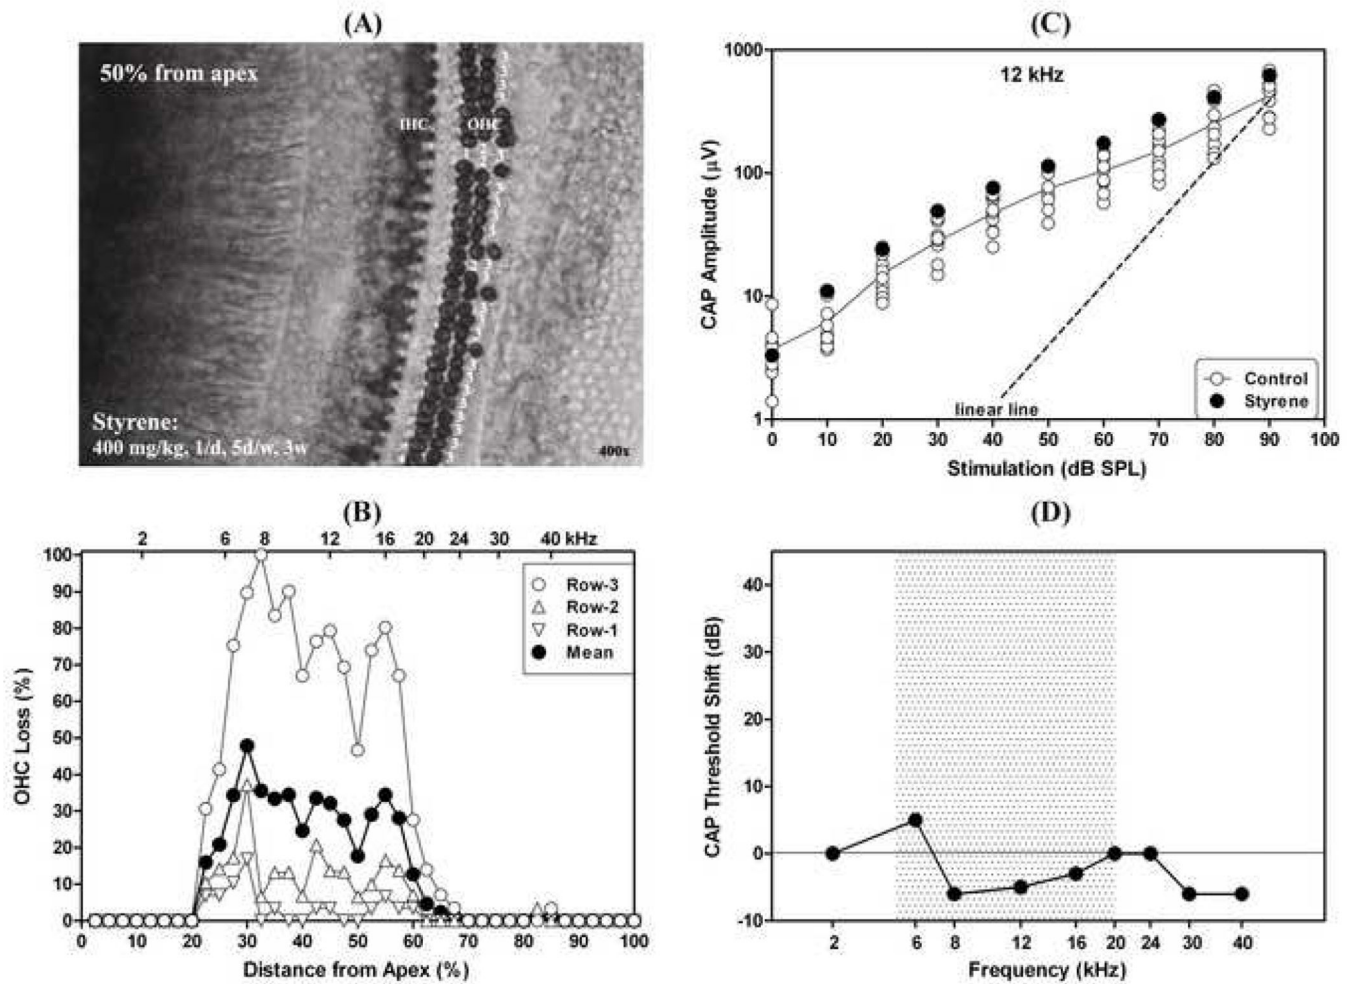 (A)
50% from apex
IHC
OHC
Styrene:
400 mg/kg, 1/d, 5d/w, 3w
400x
(C)
12 kHz
CAP Amplitude (μV)
1000
100
10
1
linear line
Control
Styrene
0 10 20 30 40 50 60 70 80 90 100
Stimulation (dB SPL)
(B)
2 6 8 12 16 20 24 30 40 kHz
OHC Loss (%)
100
90
80
70
60
50
40
30
20
10
0
Row-3
Row-2
Row-1
Mean
0 10 20 30 40 50 60 70 80 90 100
Distance from Apex (%)
(D)
CAP Threshold Shift (dB)
40
30
20
10
0
-10
2 6 8 12 16 20 24 30 40
Frequency (kHz)